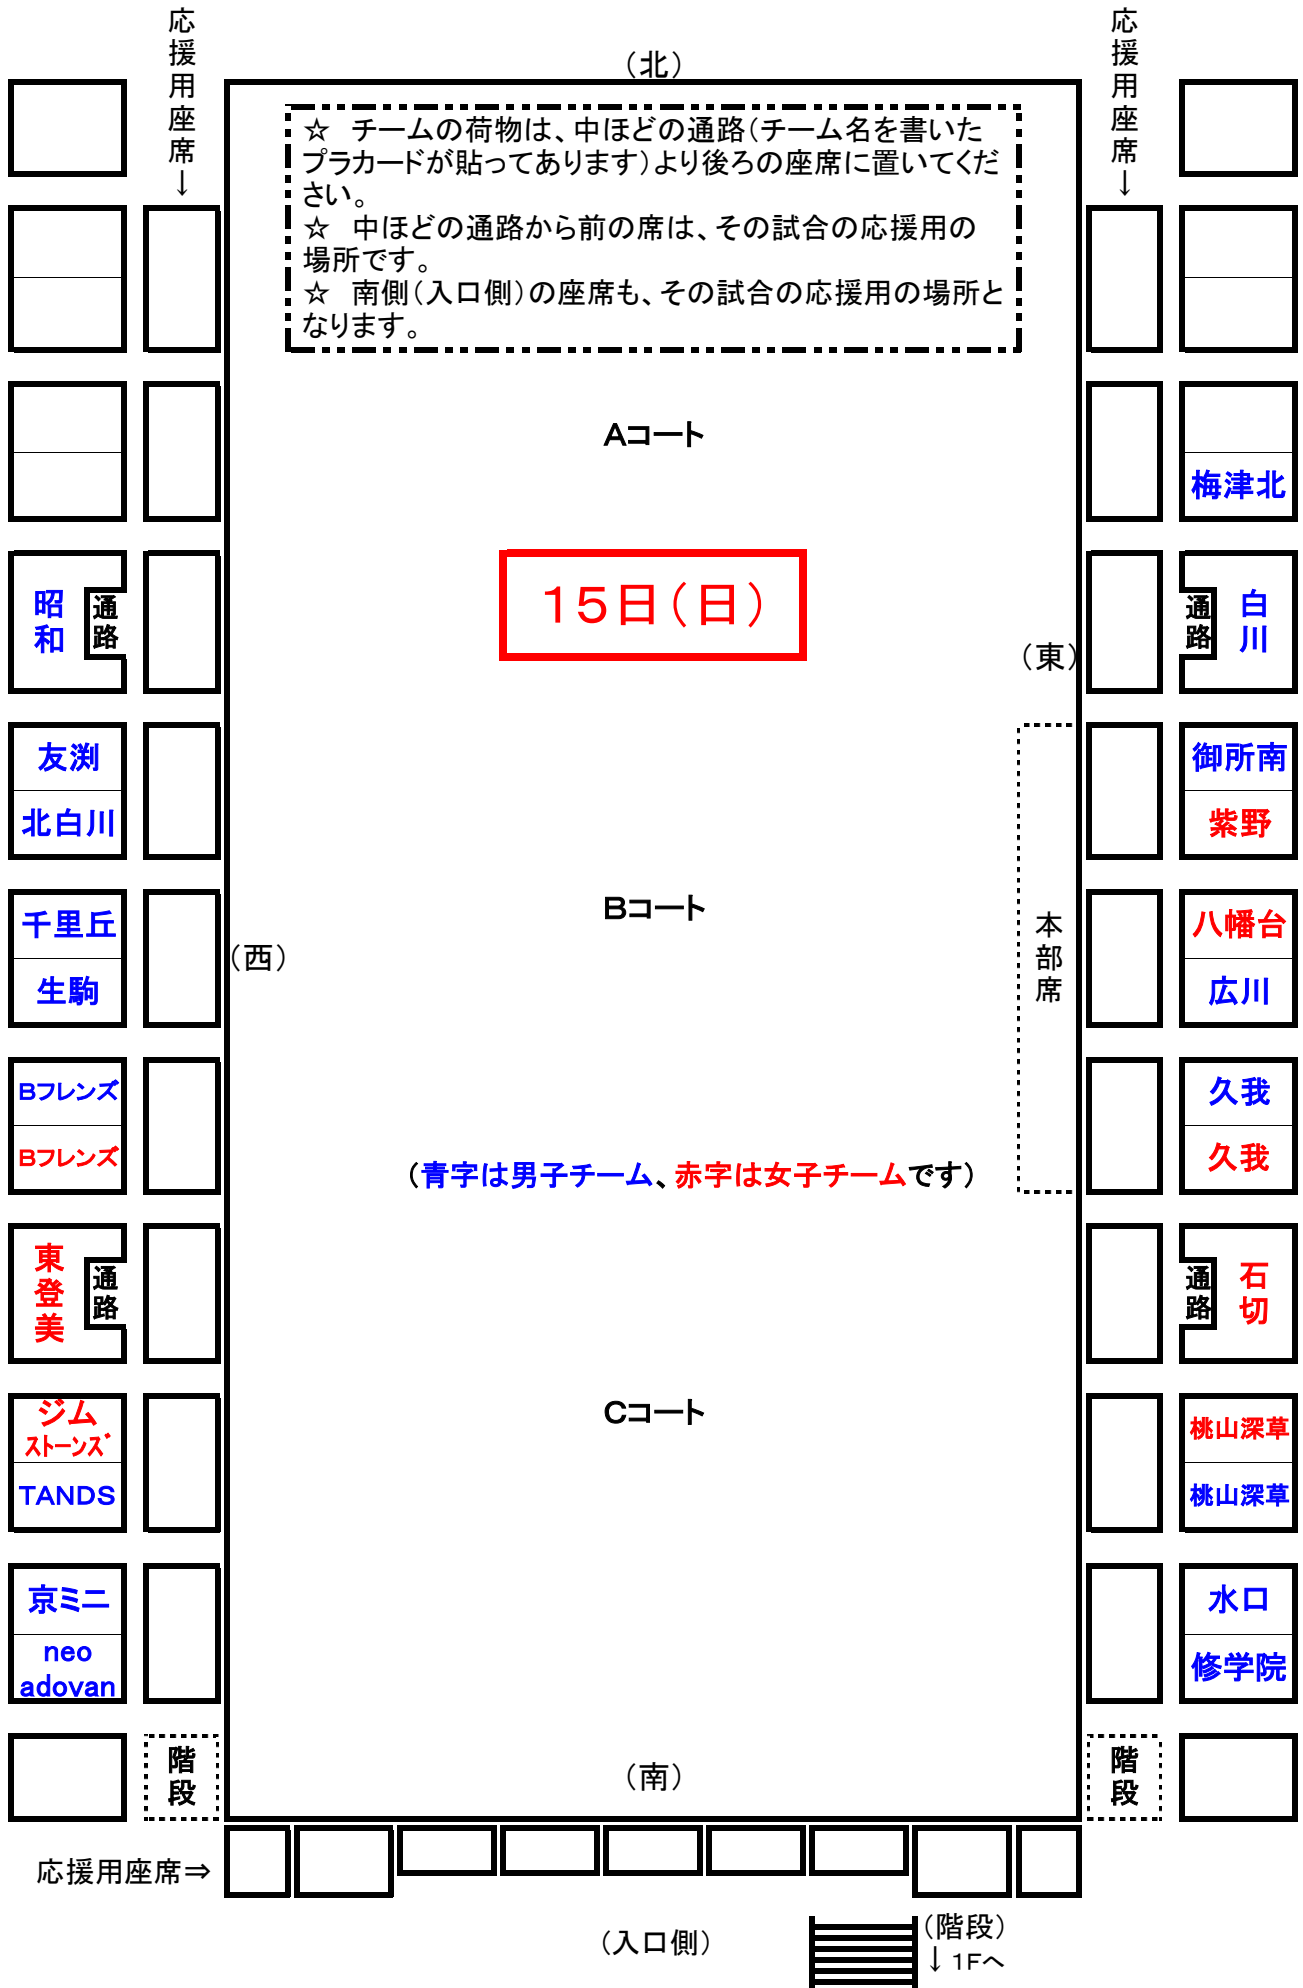 応援用座席↓
応援用座席↓
（北）
☆　チームの荷物は、中ほどの通路（チーム名を書いた
プラカードが貼ってあります）より後ろの座席に置いてくだ
さい。
☆　中ほどの通路から前の席は、その試合の応援用の
場所です。
☆　南側（入口側）の座席も、その試合の応援用の場所と
なります。
Aコート
梅津北
15日（日）
昭和
通路
通路
白川
（東）
友渕
北白川
御所南
紫野
Bコート
千里丘
生駒
（西）
本部席
八幡台
広川
Bフレンズ
Bフレンズ
久我
久我
（青字は男子チーム、赤字は女子チームです）
東登美
通路
通路
石切
Cコート
ジム
ストーンズ
TANDS
桃山深草
桃山深草
京ミニ
neo
adovan
水口
修学院
階段
（南）
階段
応援用座席⇒
（入口側）
（階段）
↓1Fへ